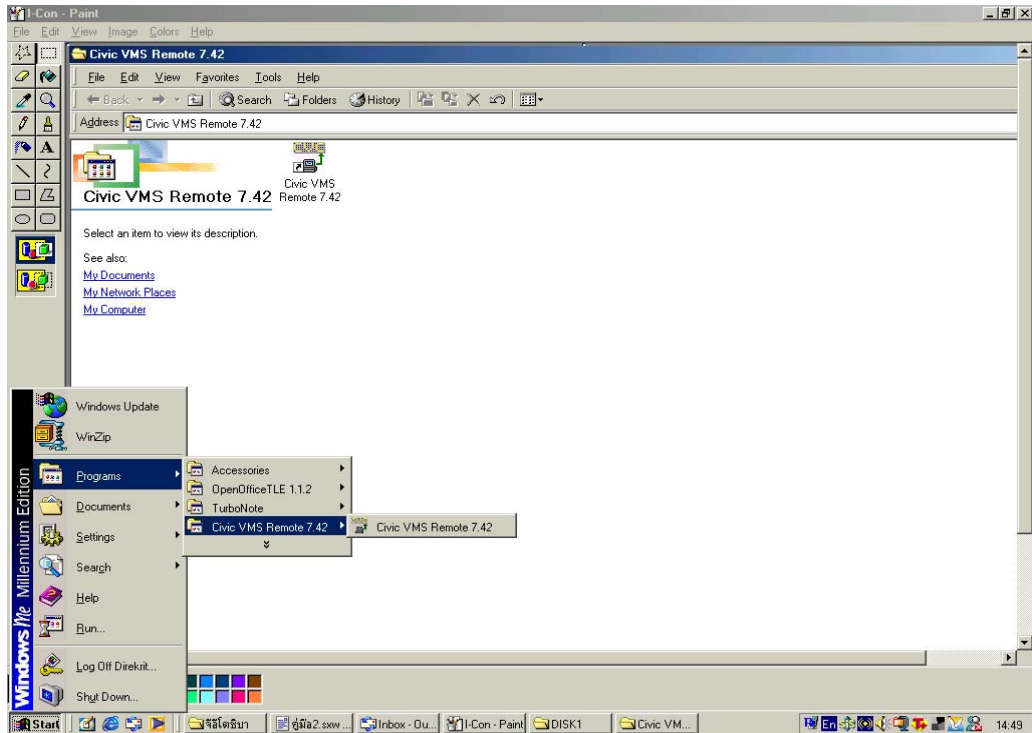 I-Con - Paint
File Edit View Image Colors Help
Civic VMS Remote 7.42
File Edit View Favorites Tools Help
Back Search Folders History
Address Civic VMS Remote 7.42
Civic VMS Remote 7.42
Civic VMS
Remote 7.42
Select an item to view its description.
See also:
My Documents
My Network Places
My Computer
Windows Me Millennium Edition
Windows Update
WinZip
Programs
Documents
Settings
Search
Help
Run...
Log Off Direkrit...
Shut Down...
Accessories
OpenOfficeTLE 1.1.2
TurboNote
Civic VMS Remote 7.42
Civic VMS Remote 7.42
Start
คู่มือ2.sxw ...
Inbox - Ou...
I-Con - Paint
DISK1
Civic VM...
En
14:49